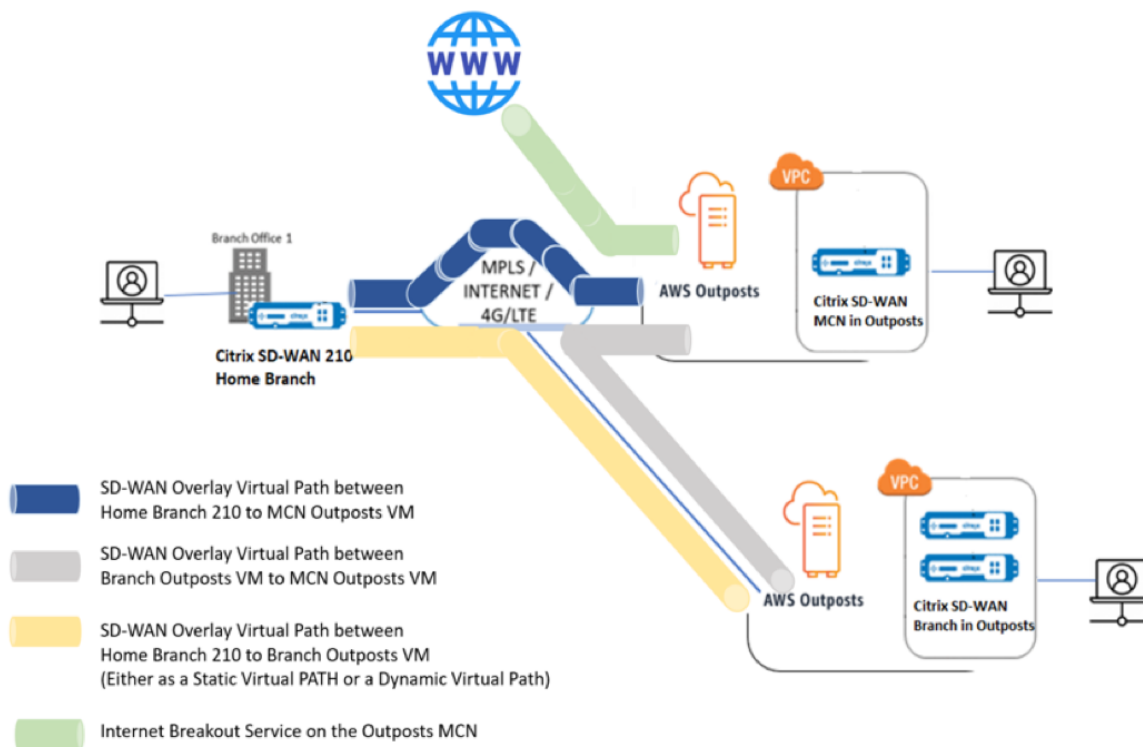 WWW
VPC
Branch Office 1
MPLS /
INTERNET /
4G/LTE
AWS Outposts
Citrix SD-WAN
MCN in Outposts
Citrix SD-WAN 210
Home Branch
VPC
SD-WAN Overlay Virtual Path between
Home Branch 210 to MCN Outposts VM
SD-WAN Overlay Virtual Path between
Branch Outposts VM to MCN Outposts VM
AWS Outposts
Citrix SD-WAN
Branch in Outposts
SD-WAN Overlay Virtual Path between
Home Branch 210 to Branch Outposts VM
(Either as a Static Virtual PATH or a Dynamic Virtual Path)
Internet Breakout Service on the Outposts MCN